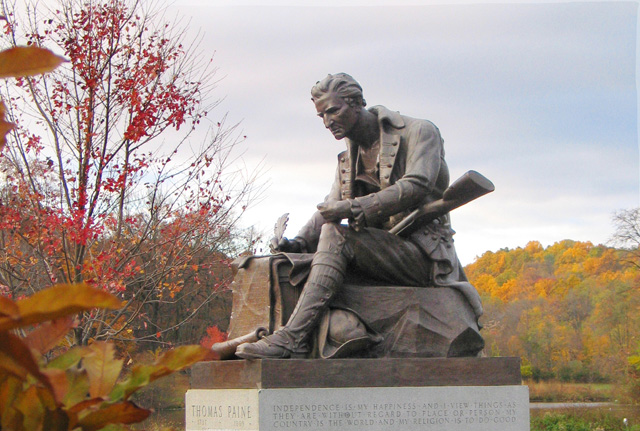 THOMAS PAINE
INDEPENDENCE IS MY HAPPINESS AND I VIEW THINGS AS
THEY ARE WITHOUT REGARD TO PLACE OR PERSON MY
COUNTRY IS THE WORLD AND MY RELIGION IS TO DO GOOD